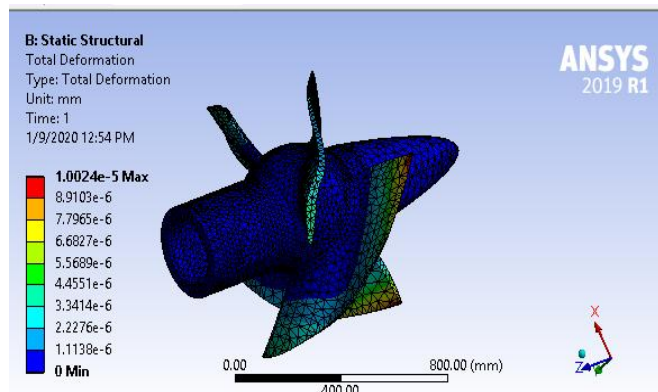 B: Static Structural
Total Deformation
Type: Total Deformation
Unit: mm
Time: 1
1/9/2020 12:54 PM
1.0024e-5 Max
8.9103e-6
7.7965e-6
6.6827e-6
5.5689e-6
4.4551e-6
3.3414e-6
2.2276e-6
1.1138e-6
0 Min
ANSYS
2019 R1
0.00
800.00 (mm)
400.00
X
Z